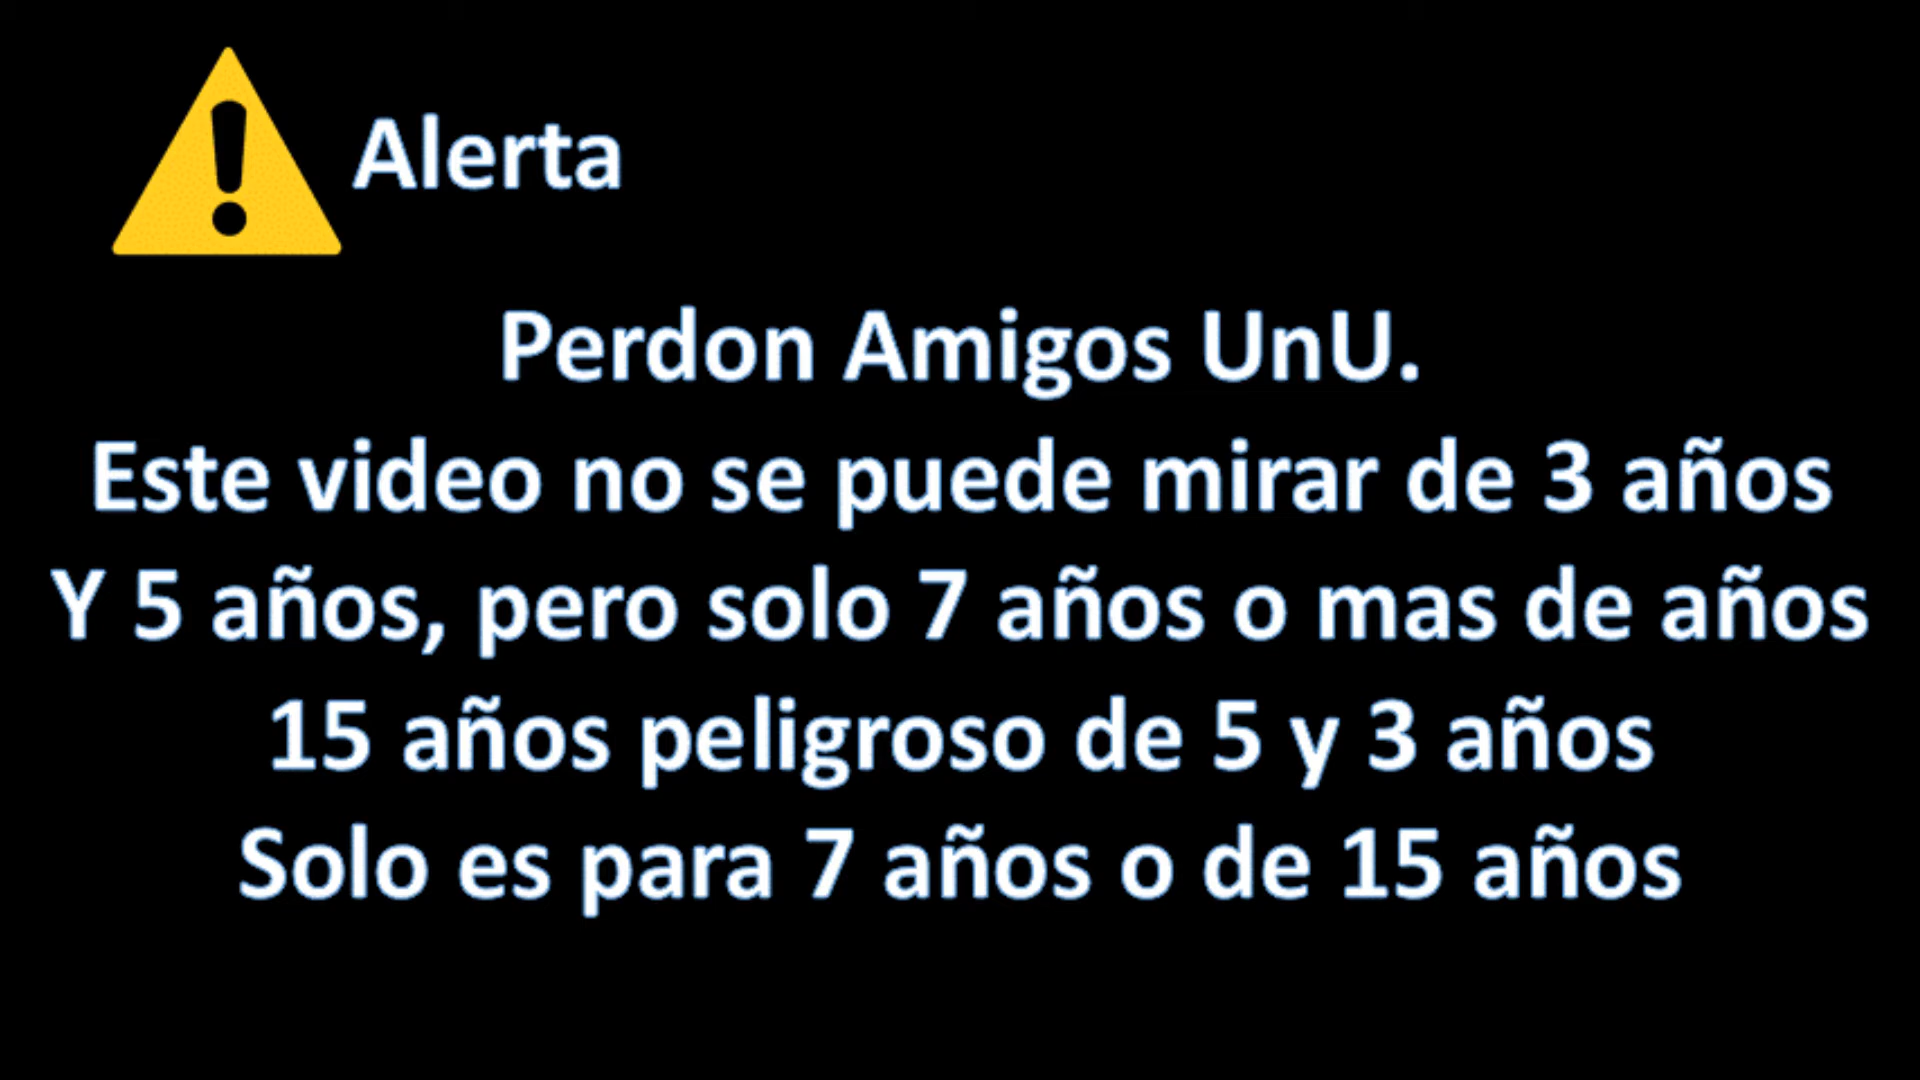 Alerta
Perdon Amigos UnU.
Este video no se puede mirar de 3 años
Y 5 años, pero solo 7 años o mas de años
15 años peligroso de 5 y 3 años
Solo es para 7 años o de 15 años